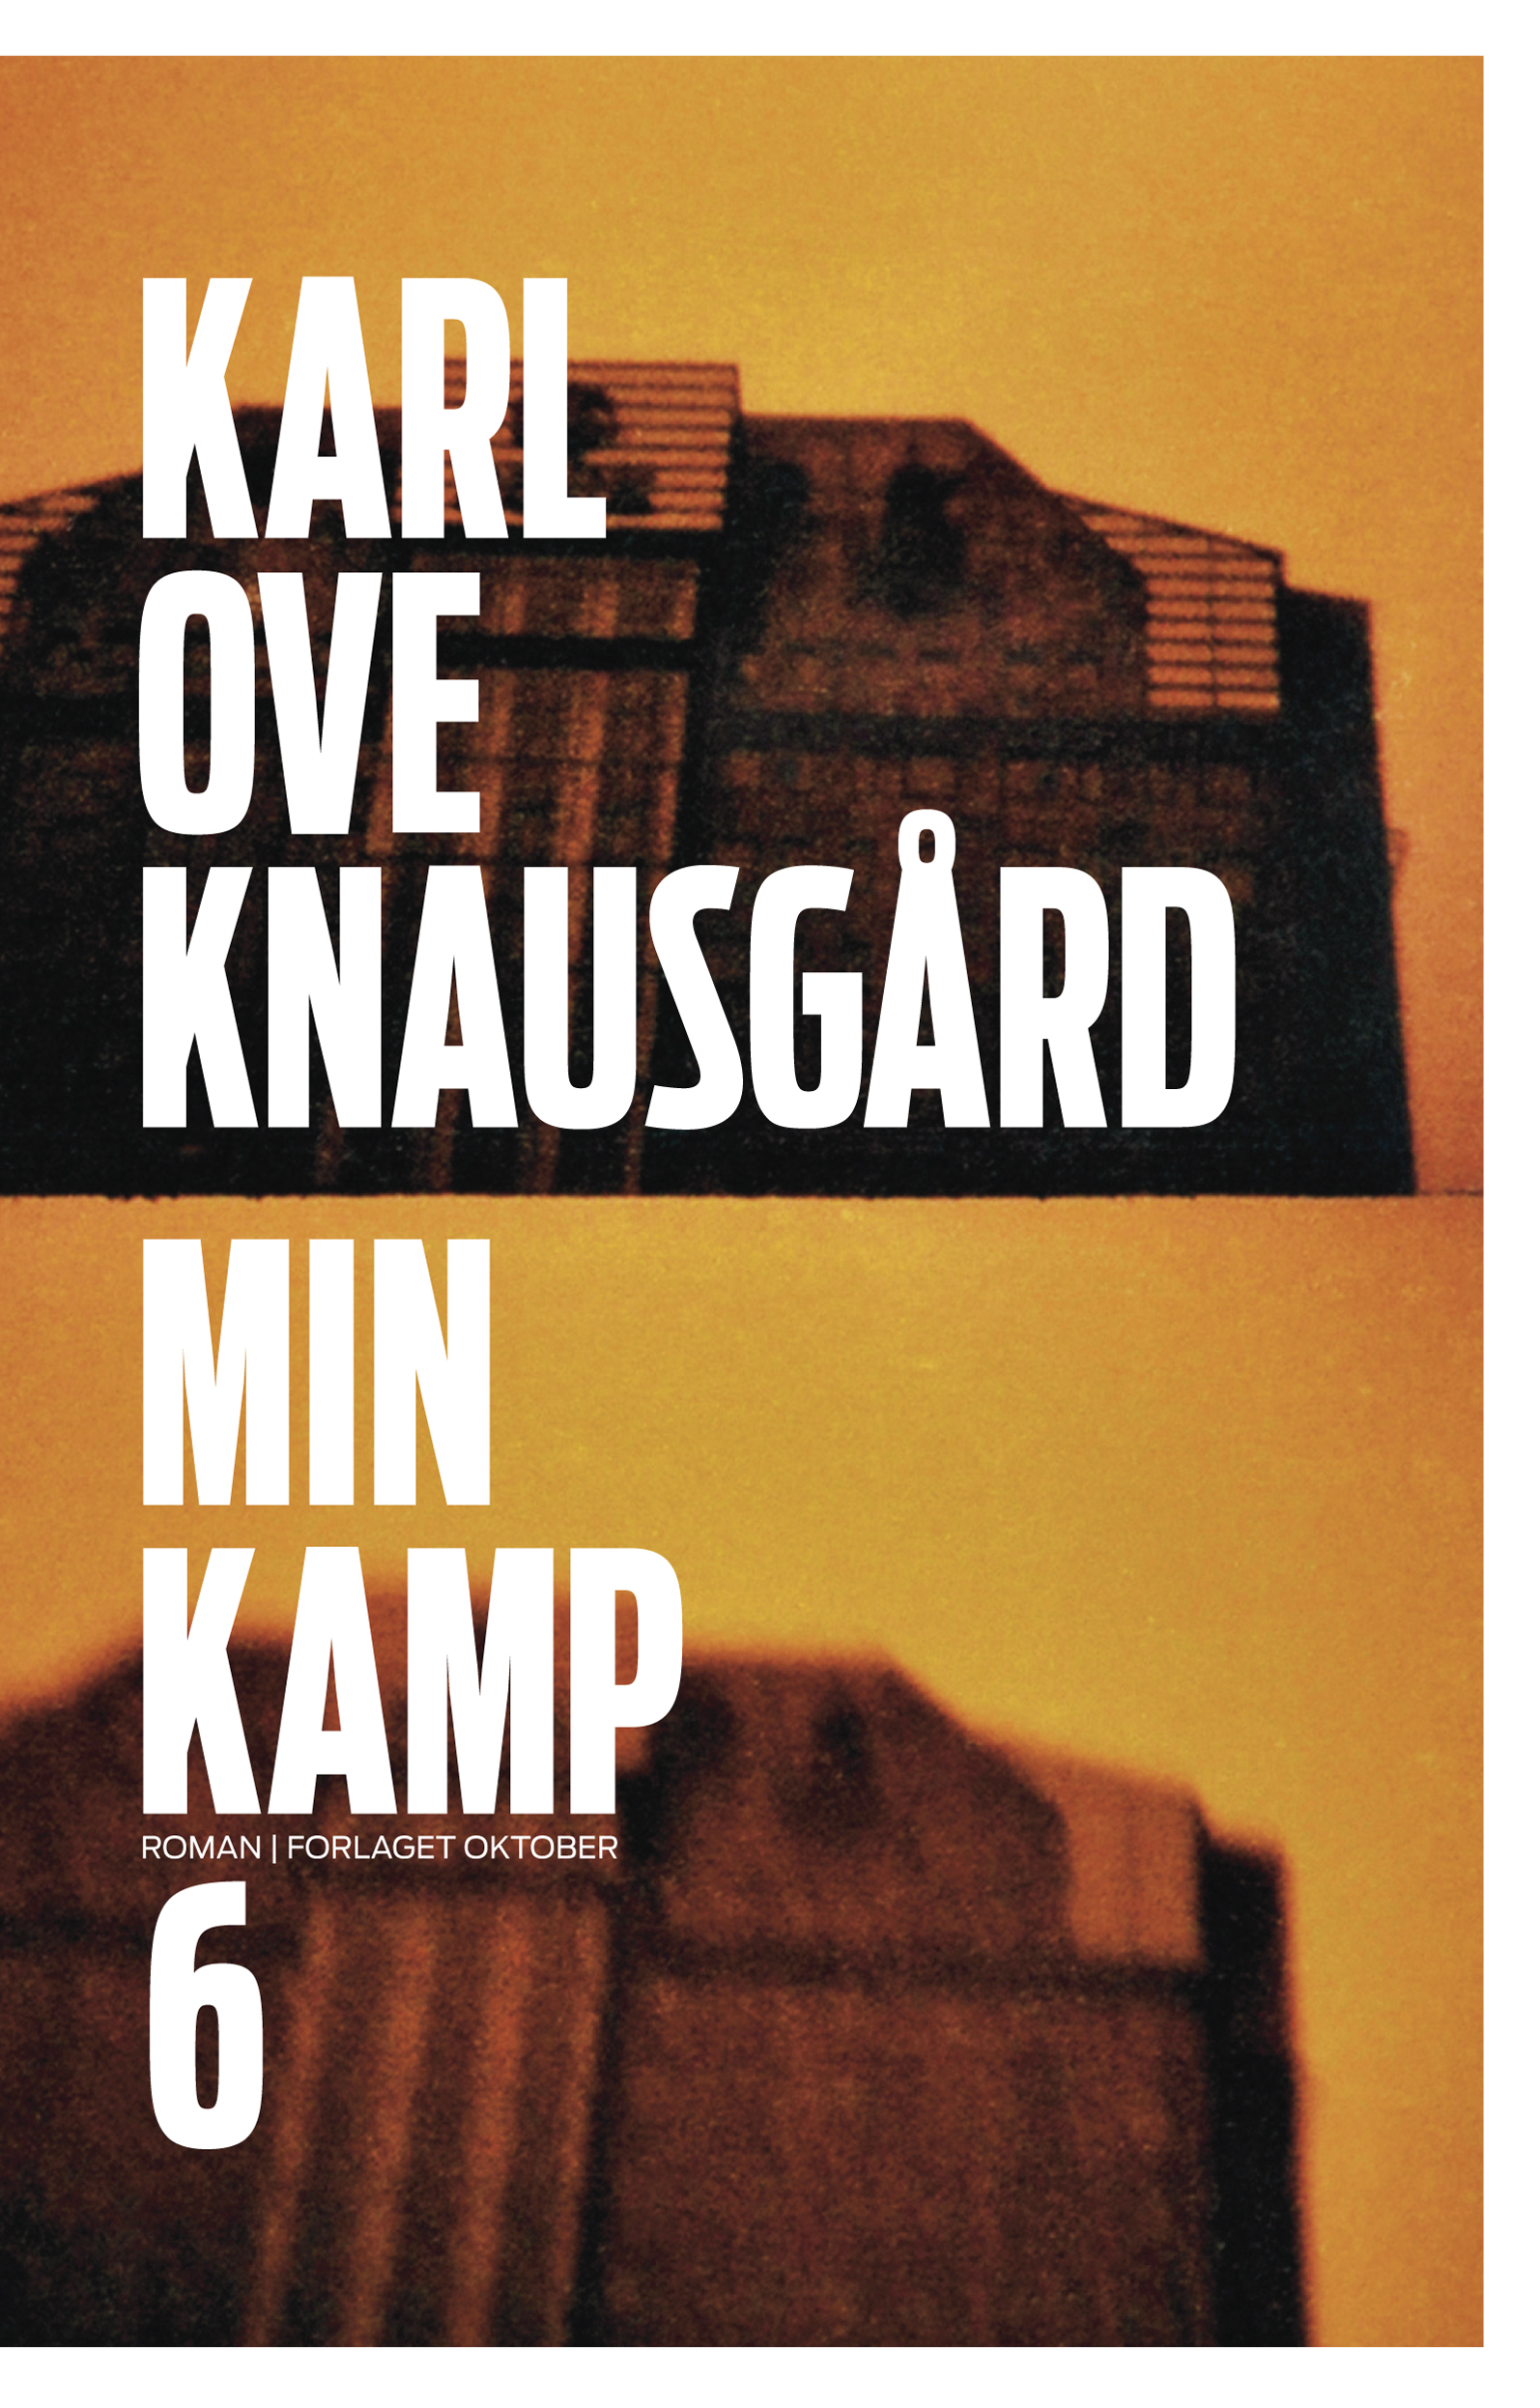 KARL
OVE
KNAUSGÅRD
MIN
KAMP
ROMAN | FORLAGET OKTOBER
6